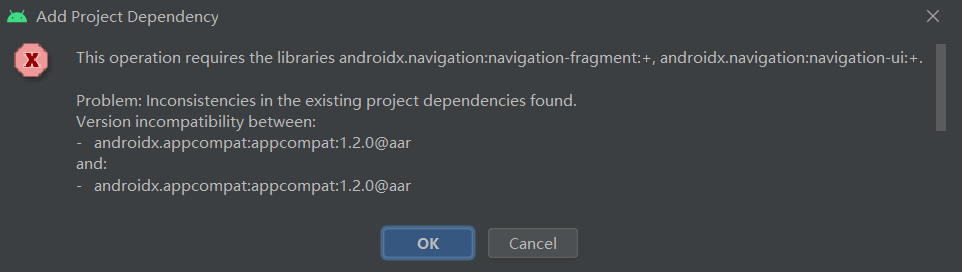 Add Project Dependency
X
This operation requires the libraries androidx.navigation:navigation-fragment:+, androidx.navigation:navigation-ui:+.
Problem: Inconsistencies in the existing project dependencies found.
Version incompatibility between:
- androidx.appcompat:appcompat:1.2.0@aar
and:
- androidx.appcompat:appcompat:1.2.0@aar
OK
Cancel